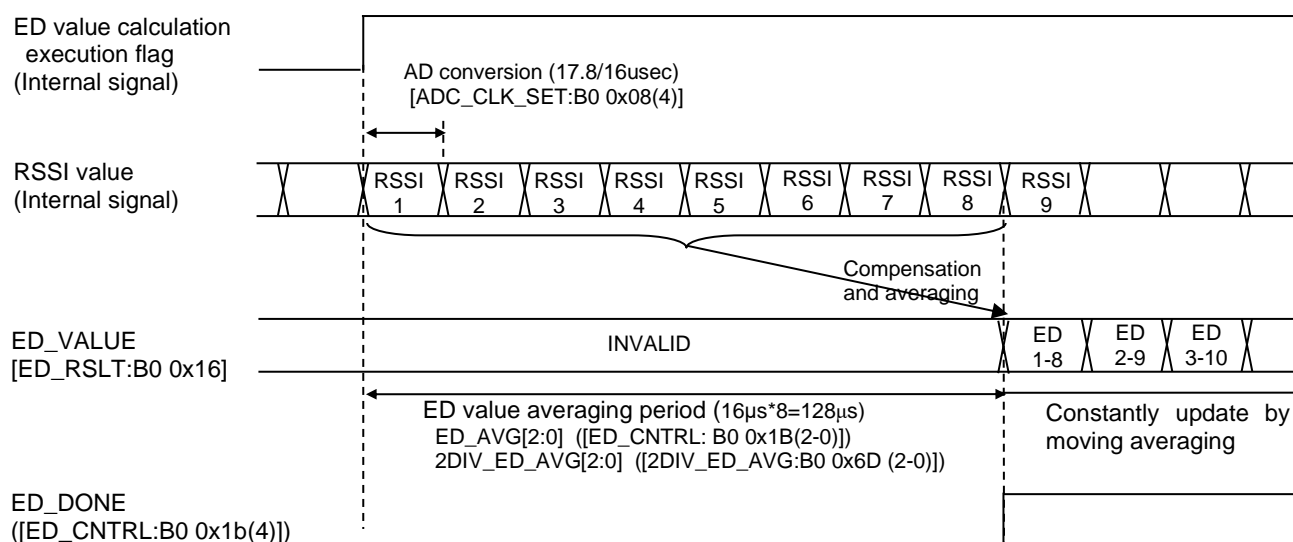 ED value calculation
execution flag
(Internal signal)
AD conversion (17.8/16usec)
[ADC_CLK_SET:B0 0x08(4)]
RSSI value
(Internal signal)
RSSI RSSI RSSI RSSI RSSI RSSI RSSI RSSI RSSI
1 2 3 4 5 6 7 8 9
Compensation
and averaging
ED_VALUE
[ED_RSLT:B0 0x16]
INVALID
ED ED ED
1-8 2-9 3-10
ED value averaging period (16μs*8=128μs)
ED_AVG[2:0] ([ED_CNTRL: B0 0x1B(2-0)])
2DIV_ED_AVG[2:0] ([2DIV_ED_AVG:B0 0x6D (2-0)])
Constantly update by
moving averaging
ED_DONE
([ED_CNTRL:B0 0x1b(4)])